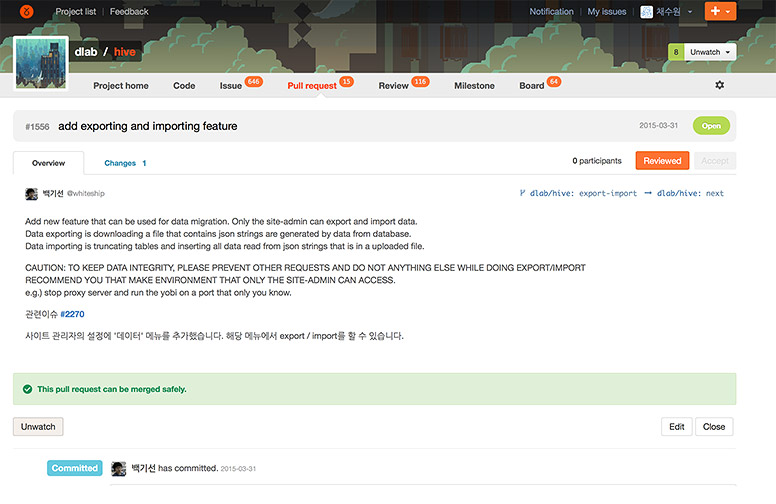 Project list Feedback Notification My issues 채수원
dlab / hive 8 Unwatch
Project home Code Issue 646 Pull request 15 Review 116 Milestone Board 64
#1556 add exporting and importing feature 2015-03-31 Open
Overview Changes 1 0 participants Reviewed Accept
백기선 @whiteship dlab/hive: export-import → dlab/hive: next
Add new feature that can be used for data migration. Only the site-admin can export and import data.
Data exporting is downloading a file that contains json strings are generated by data from database.
Data importing is truncating tables and inserting all data read from json strings that is in a uploaded file.
CAUTION: TO KEEP DATA INTEGRITY, PLEASE PREVENT OTHER REQUESTS AND DO NOT ANYTHING ELSE WHILE DOING EXPORT/IMPORT
RECOMMEND YOU THAT MAKE ENVIRONMENT THAT ONLY THE SITE-ADMIN CAN ACCESS.
e.g.) stop proxy server and run the yobi on a port that only you know.
관련이슈 #2270
사이트 관리자의 설정에 '데이터' 메뉴를 추가했습니다. 해당 메뉴에서 export / import를 할 수 있습니다.
This pull request can be merged safely.
Unwatch Edit Close
Committed 백기선 has committed. 2015-03-31